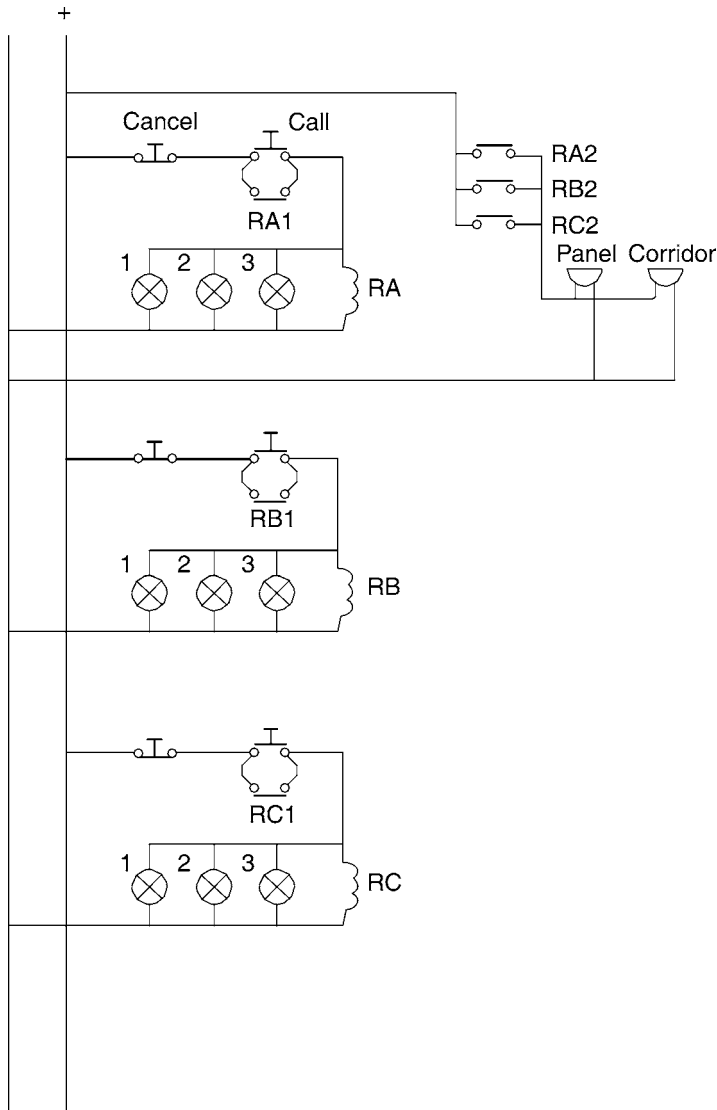 +
Cancel
Call
RA1
RA2
RB2
RC2
Panel Corridor
1 2 3
RA
RB1
1 2 3
RB
RC1
1 2 3
RC